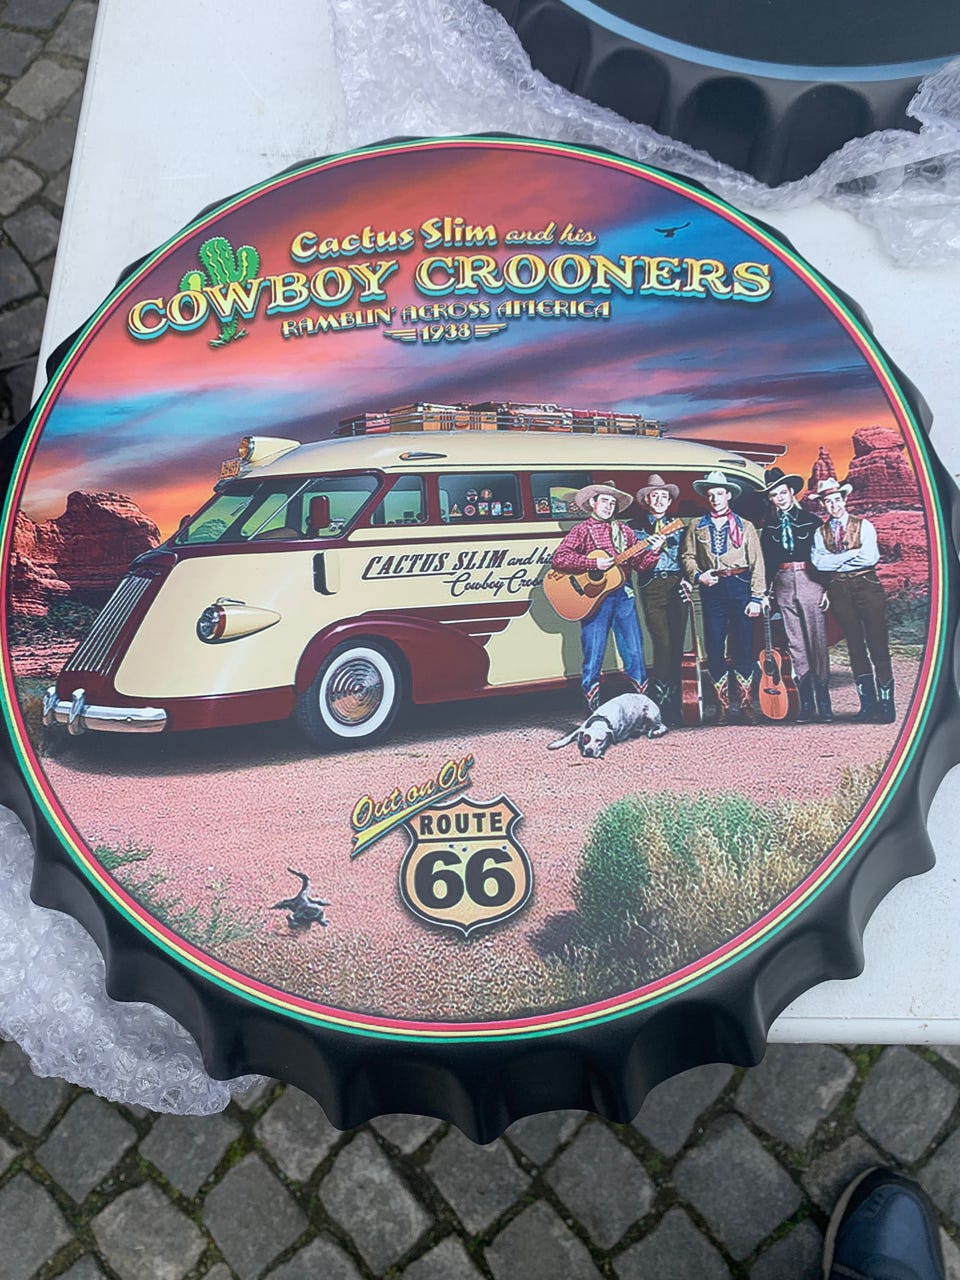 Cactus Slim and his
COWBOY CROONERS
RAMBLIN' ACROSS AMERICA
1938
CACTUS SLIM and his
Cowboy
Out on Ol'
ROUTE
66